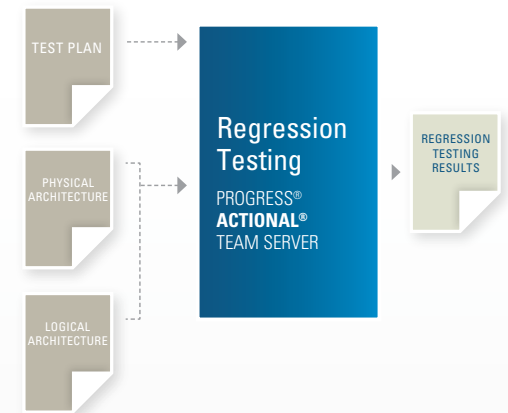 TEST PLAN
PHYSICAL
ARCHITECTURE
LOGICAL
ARCHITECTURE
Regression
Testing
PROGRESS®
ACTIONAL®
TEAM SERVER
REGRESSION
TESTING
RESULTS